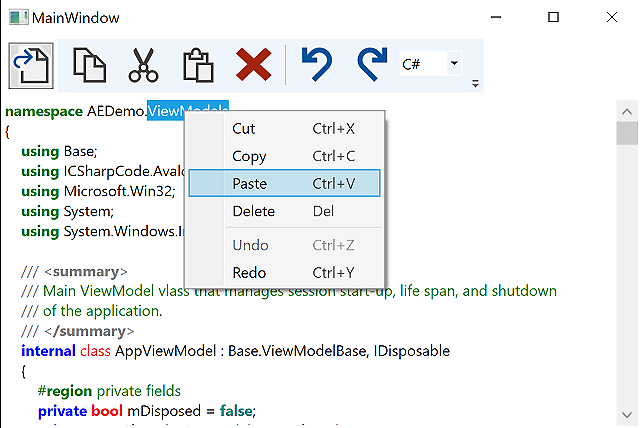 MainWindow
C#
namespace AEDemo.ViewModels
{
Cut Ctrl+X
Copy Ctrl+C
Paste Ctrl+V
Delete Del
Undo Ctrl+Z
Redo Ctrl+Y
using Base;
using ICSharpCode.Avalo
using Microsoft.Win32;
using System;
using System.Windows.In
/// <summary>
/// Main ViewModel vlass that manages session start-up, life span, and shutdown
/// of the application.
/// </summary>
internal class AppViewModel : Base.ViewModelBase, IDisposable
{
#region private fields
private bool mDisposed = false;